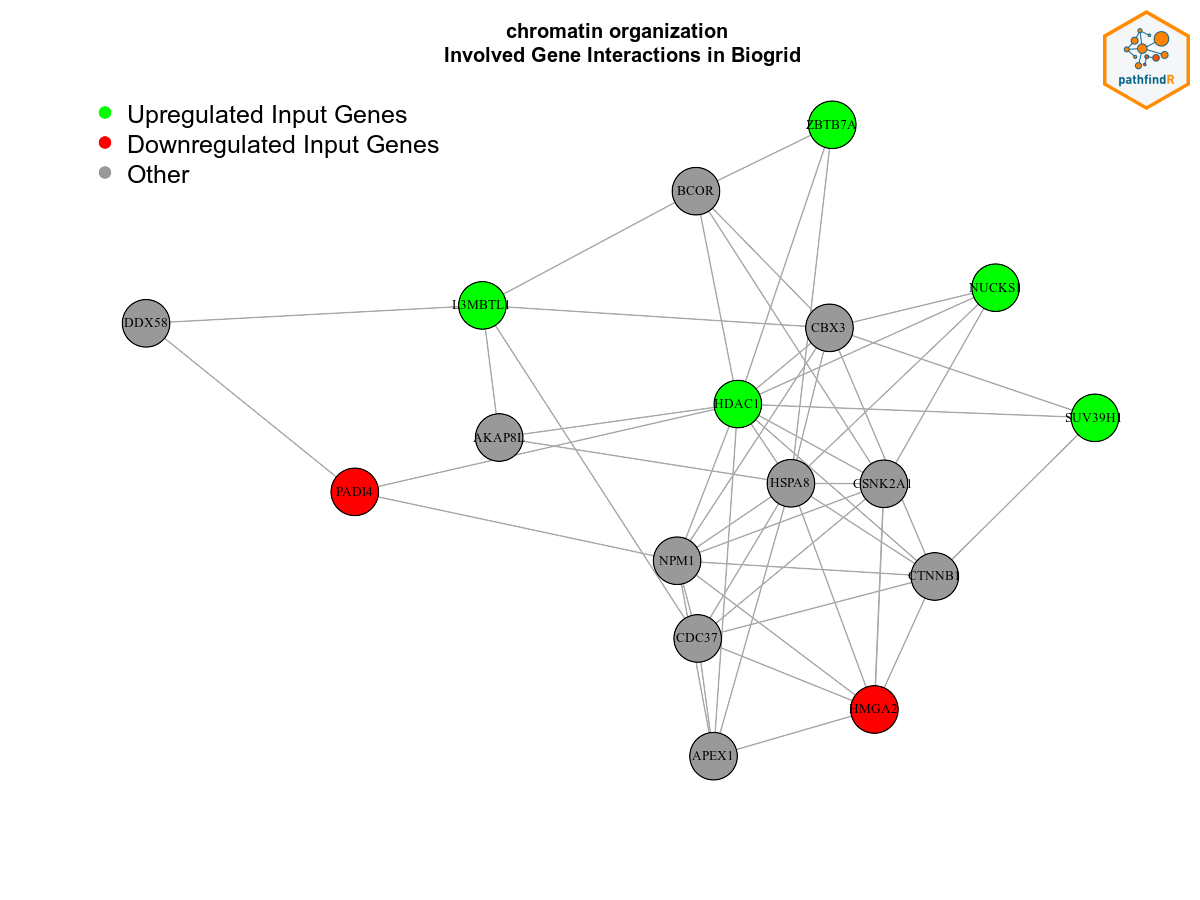 chromatin organization
Involved Gene Interactions in Biogrid
pathfindR
Upregulated Input Genes
Downregulated Input Genes
Other
ZBTB7A
BCOR
NUCKS1
L3MBTL1
DDX58
CBX3
HDAC1
SUV39H1
AKAP8L
PADI4
HSPA8
CSNK2A1
NPM1
CTNNB1
CDC37
HMGA2
APEX1